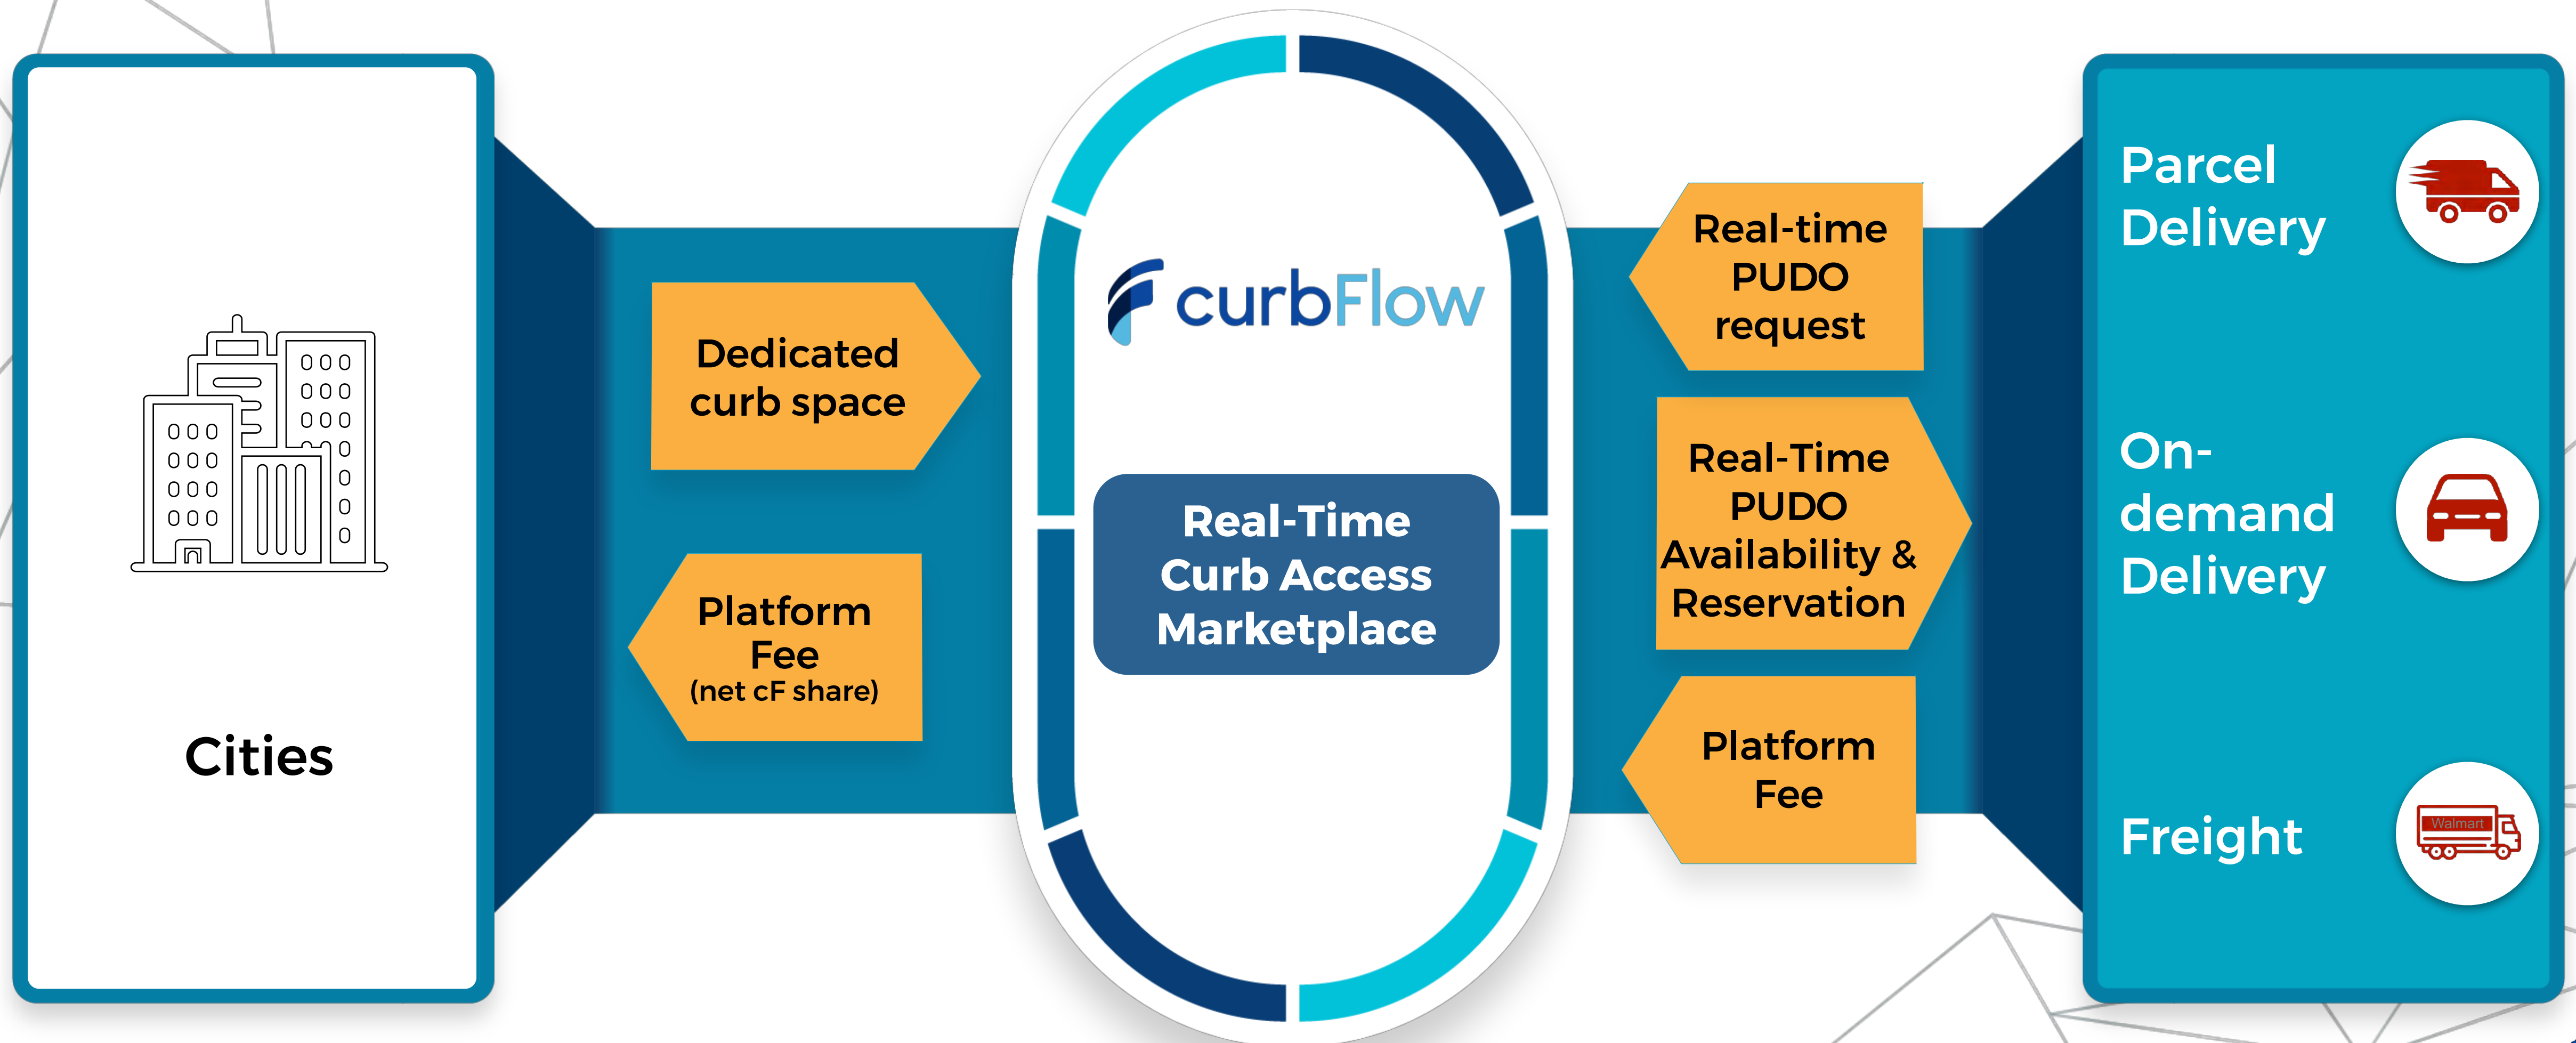 Cities
Dedicated
curb space
Platform
Fee
(net cF share)
curbFlow
Real-Time
Curb Access
Marketplace
Real-time
PUDO
request
Real-Time
PUDO
Availability &
Reservation
Platform
Fee
Parcel
Delivery
On-
demand
Delivery
Freight
Walmart